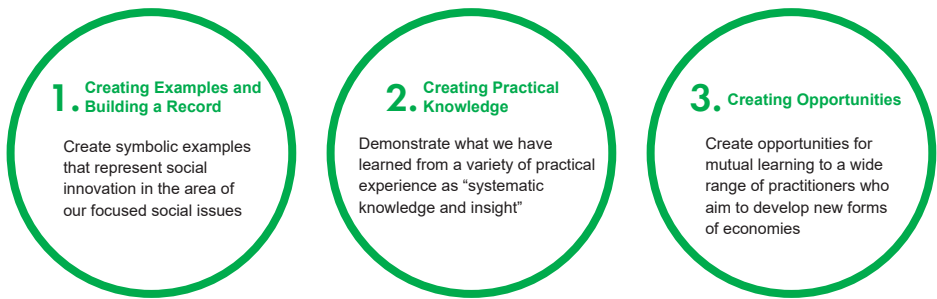 1. Creating Examples and
Building a Record
Create symbolic examples
that represent social
innovation in the area of
our focused social issues
2. Creating Practical
Knowledge
Demonstrate what we have
learned from a variety of practical
experience as “systematic
knowledge and insight”
3. Creating Opportunities
Create opportunities for
mutual learning to a wide
range of practitioners who
aim to develop new forms
of economies